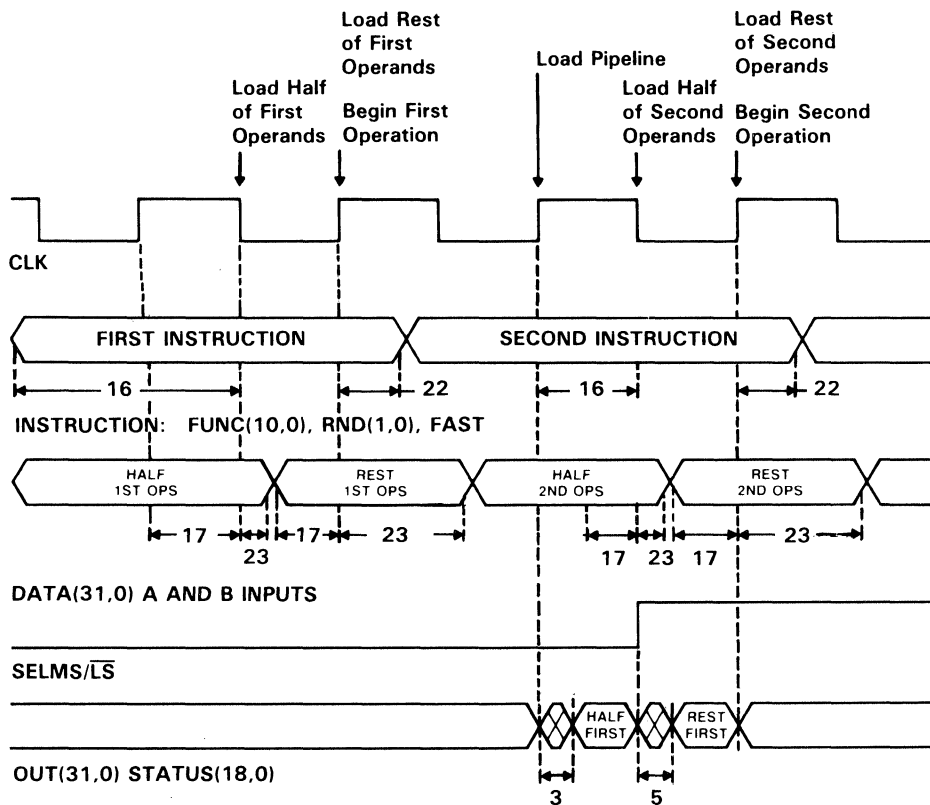 Load Rest
of First
Operands
Load Rest
of Second
Operands
Load Pipeline
Load Half
of First
Operands
Begin First
Operation
Load Half
of Second
Operands
Begin Second
Operation
CLK
FIRST INSTRUCTION
SECOND INSTRUCTION
16
22
16
22
INSTRUCTION: FUNC(10,0), RND(1,0), FAST
HALF
1ST OPS
REST
1ST OPS
HALF
2ND OPS
REST
2ND OPS
17
23
17
23
17
23
17
23
DATA(31,0) A AND B INPUTS
SELMS/L̅S̅
HALF
FIRST
REST
FIRST
OUT(31,0) STATUS(18,0)
3
5